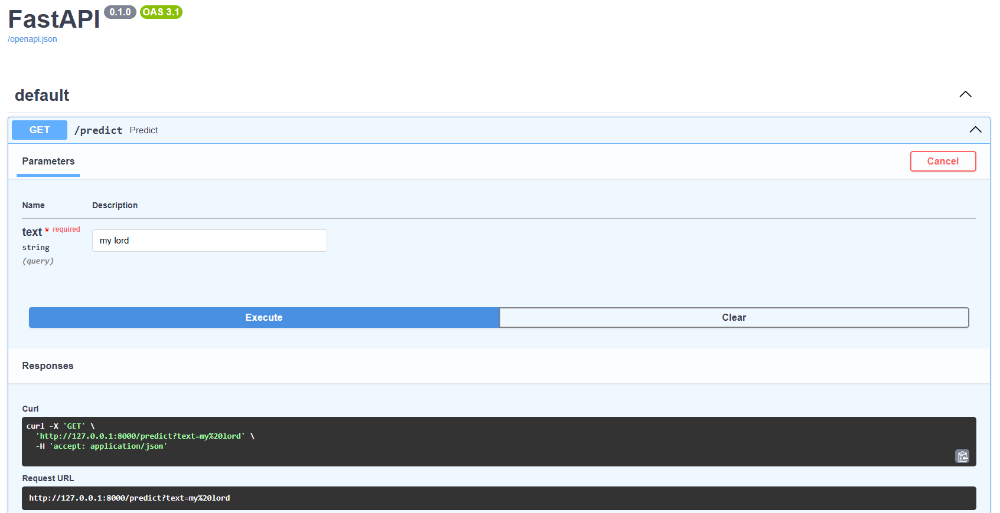 FastAPI 0.1.0 OAS 3.1
/openapi.json
default
GET /predict Predict
Parameters
Cancel
Name Description
text * required
my lord
string
(query)
Execute Clear
Responses
Curl
curl -X 'GET' \
'http://127.0.0.1:8000/predict?text=my%20lord' \
-H 'accept: application/json'
Request URL
http://127.0.0.1:8000/predict?text=my%20lord